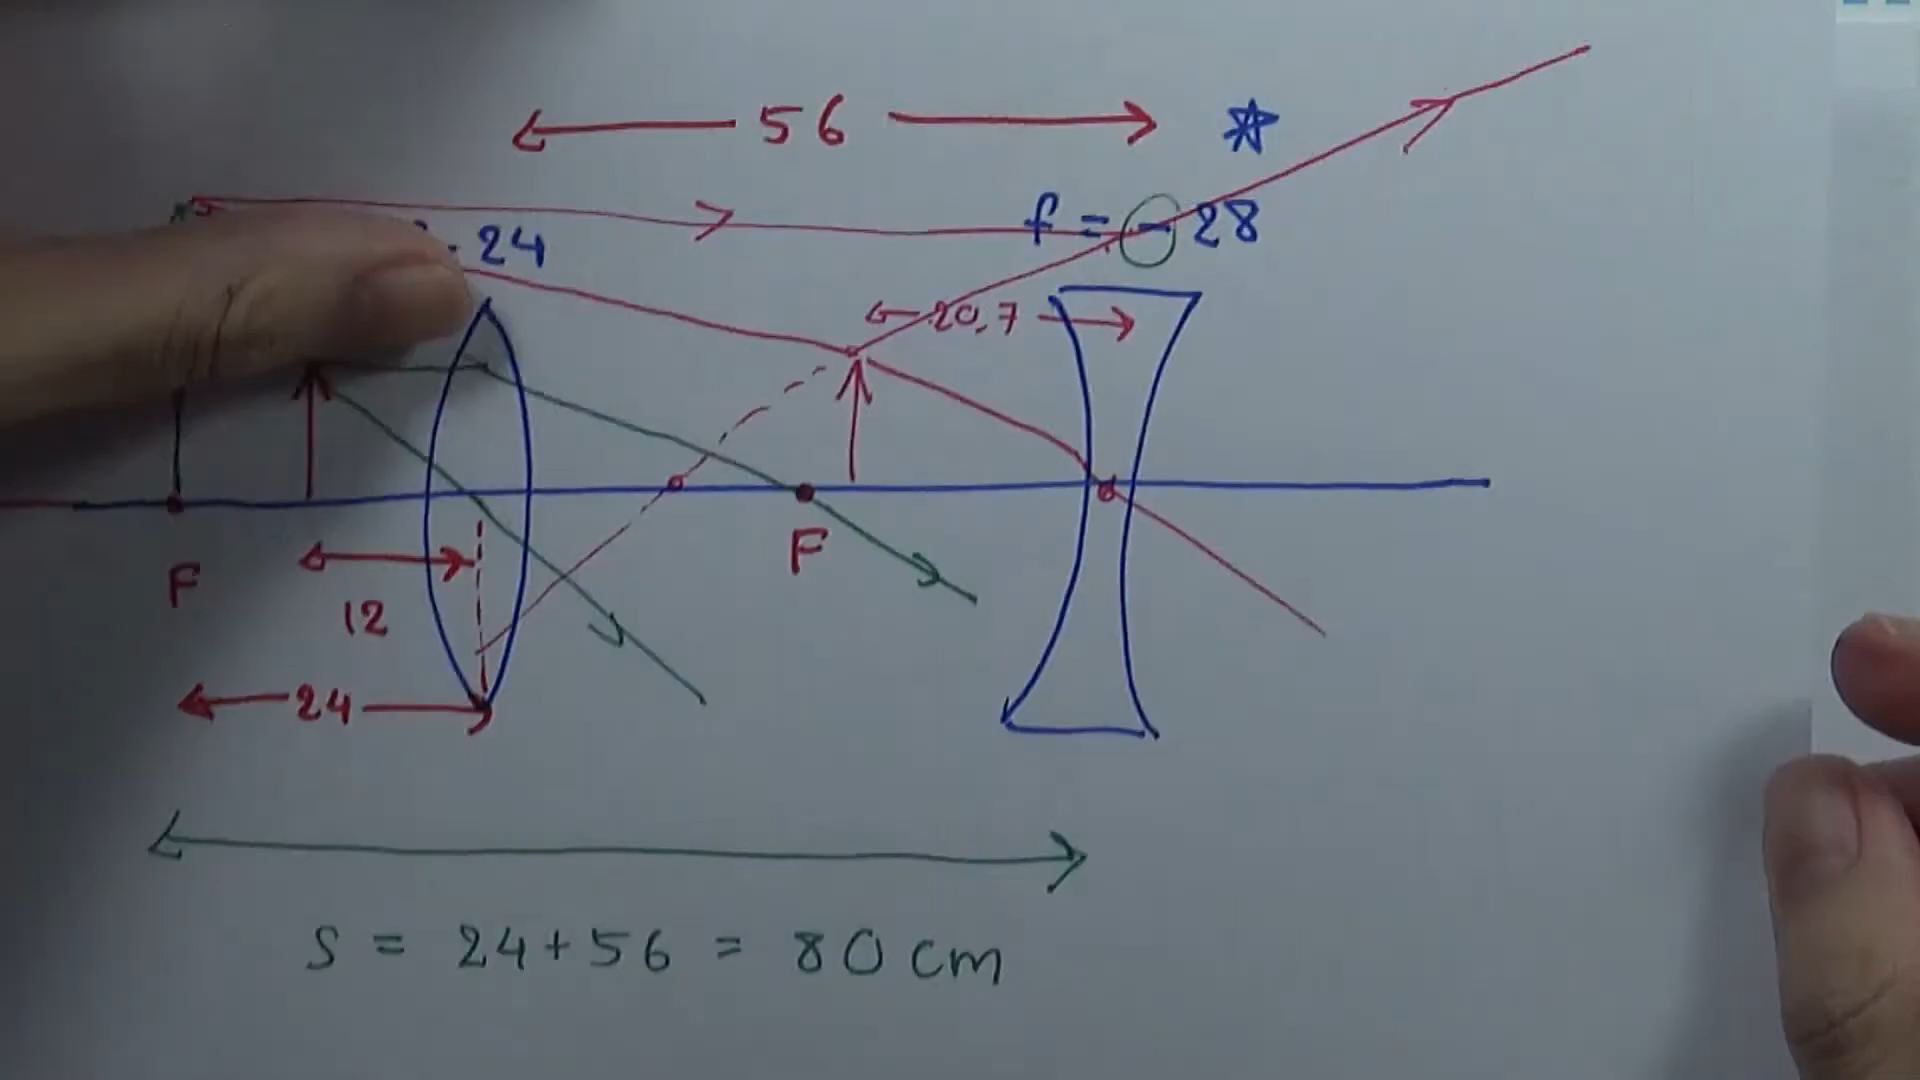 56
24
f = - 28
20,7
F
F
12
24
S = 24 + 56 = 80 cm